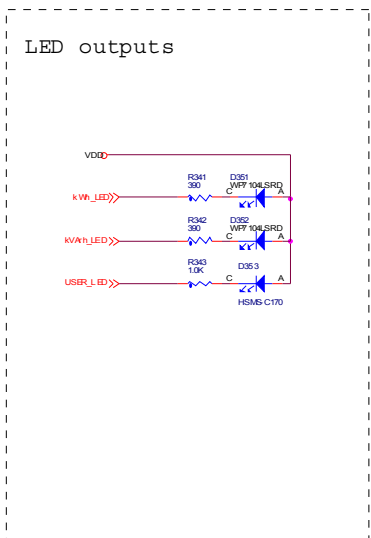 LED outputs
VDD
R341
390
D351
WP7104LSRD
kWh_LED
C
A
R342
390
D352
WP7104LSRD
kVArh_LED
C
A
R343
1.0K
D353
USER_LED
C
A
HSMS-C170